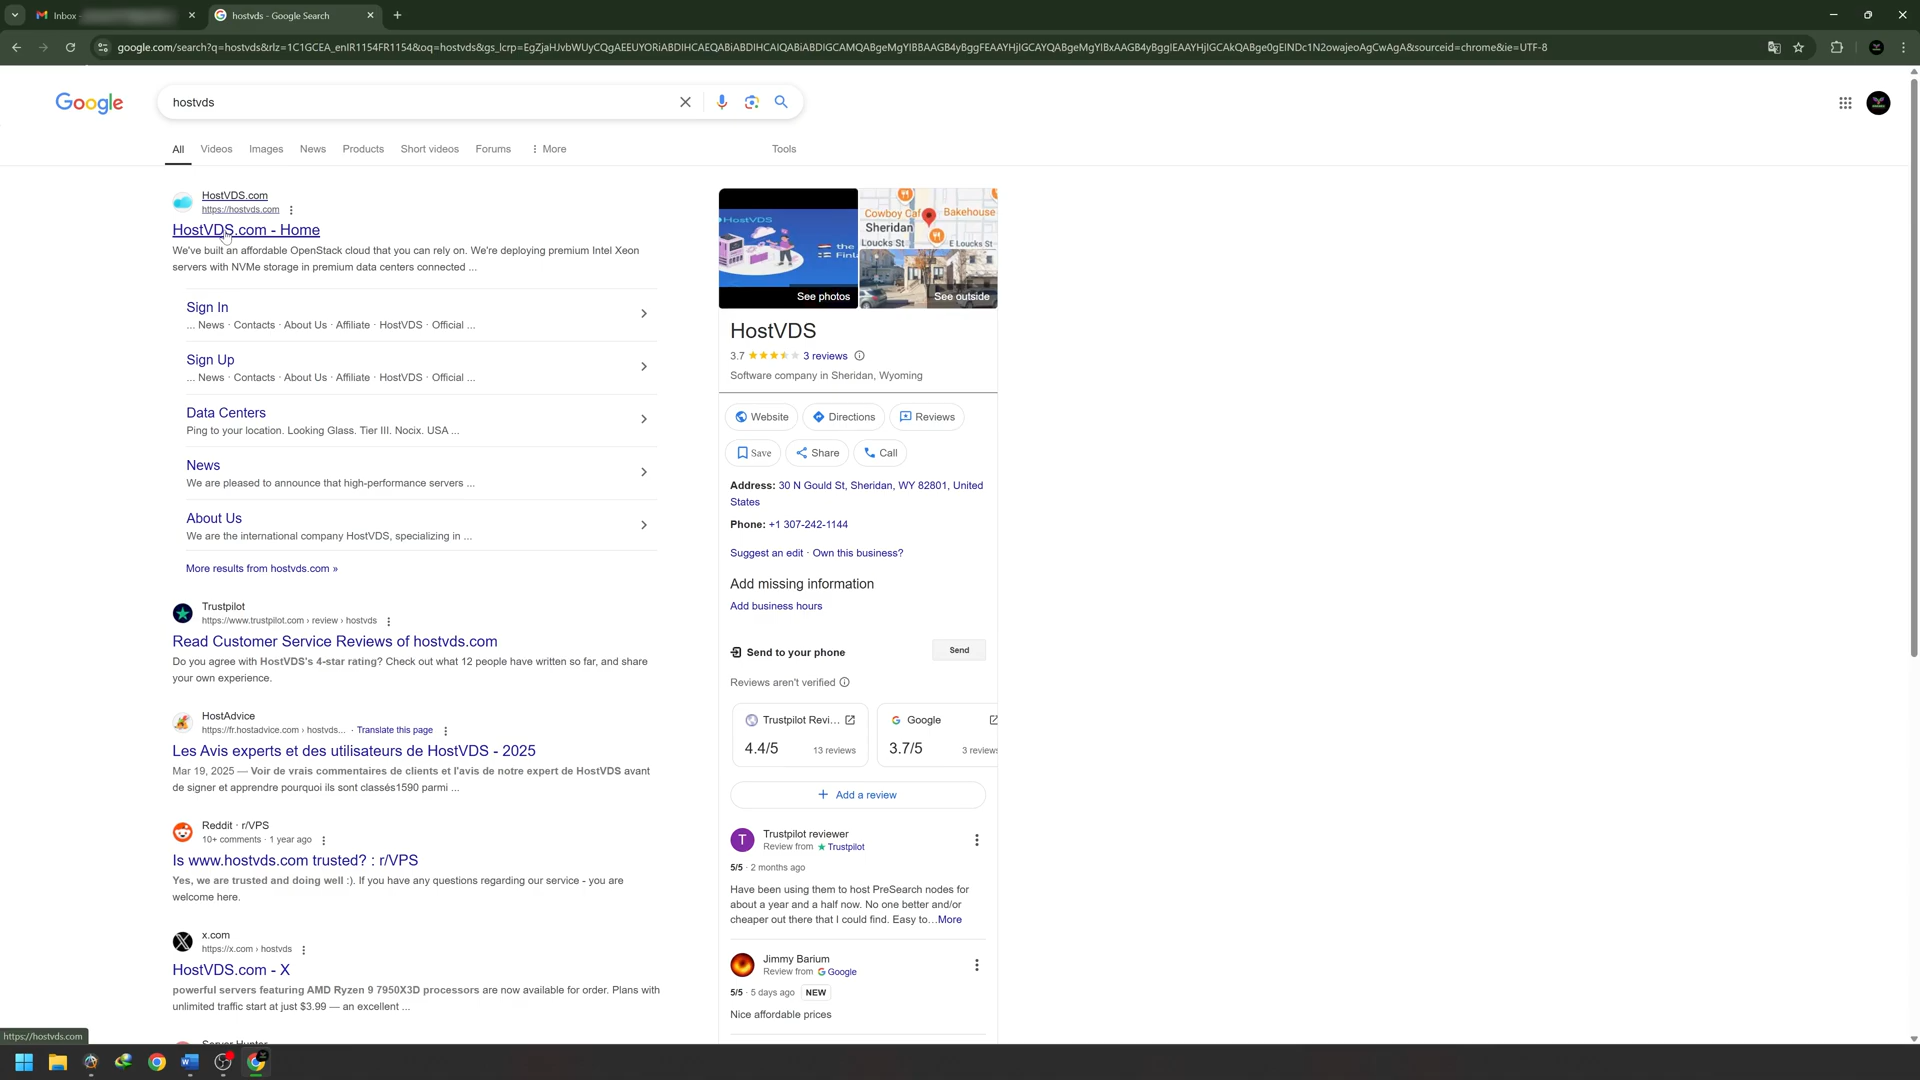 Inbox
hostvds - Google Search
google.com/search?q=hostvds&rlz=1C1GCEA_enIR1154FR1154&oq=hostvds&gs_lcrp=EgZjaHJvbWUyCQgAEEUYORiABDIHCAEQABiABDIHCAIQABiABDIGCAMQABgeMgYIBBAAGB4yBggFEAAYHjIGCAYQABgeMgYIBxAAGB4yBggIEAAYHjIGCAkQABge0gEINDc1N2owajeoAgCwAgA&sourceid=chrome&ie=UTF-8
Google
hostvds
All
Videos
Images
News
Products
Short videos
Forums
More
Tools
HostVDS.com
https://hostvds.com
HostVDS.com - Home
We've built an affordable OpenStack cloud that you can rely on. We're deploying premium Intel Xeon
servers with NVMe storage in premium data centers connected ...
Sign In
... News · Contacts · About Us · Affiliate · HostVDS · Official ...
Sign Up
... News · Contacts · About Us · Affiliate · HostVDS · Official ...
Data Centers
Ping to your location. Looking Glass. Tier III. Nocix. USA ...
News
We are pleased to announce that high-performance servers ...
About Us
We are the international company HostVDS, specializing in ...
More results from hostvds.com »
Trustpilot
https://www.trustpilot.com › review › hostvds
Read Customer Service Reviews of hostvds.com
Do you agree with HostVDS's 4-star rating? Check out what 12 people have written so far, and share
your own experience.
HostAdvice
https://fr.hostadvice.com › hostvds... · Translate this page
Les Avis experts et des utilisateurs de HostVDS - 2025
Mar 19, 2025 — Voir de vrais commentaires de clients et l'avis de notre expert de HostVDS avant
de signer et apprendre pourquoi ils sont classés1590 parmi ...
Reddit · r/VPS
10+ comments · 1 year ago
Is www.hostvds.com trusted? : r/VPS
Yes, we are trusted and doing well :). If you have any questions regarding our service - you are
welcome here.
x.com
https://x.com › hostvds
HostVDS.com - X
powerful servers featuring AMD Ryzen 9 7950X3D processors are now available for order. Plans with
unlimited traffic start at just $3.99 — an excellent ...
Server Hunter
https://hostvds.com
HostVDS
the
Finl
See photos
Cowboy Caf
Bakehouse
Sheridan
Loucks St
E Loucks St
See outside
HostVDS
3.7
3 reviews
Software company in Sheridan, Wyoming
Website
Directions
Reviews
Save
Share
Call
Address: 30 N Gould St, Sheridan, WY 82801, United
States
Phone: +1 307-242-1144
Suggest an edit · Own this business?
Add missing information
Add business hours
Send to your phone
Send
Reviews aren't verified
Trustpilot Revi...
4.4/5
13 reviews
Google
3.7/5
3 reviews
Add a review
T
Trustpilot reviewer
Review from Trustpilot
5/5 · 2 months ago
Have been using them to host PreSearch nodes for
about a year and a half now. No one better and/or
cheaper out there that I could find. Easy to...More
Jimmy Barium
Review from Google
5/5 · 5 days ago NEW
Nice affordable prices